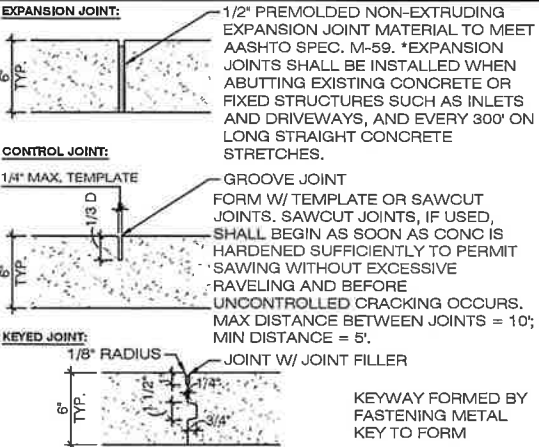 EXPANSION JOINT:
1/2" PREMOLDED NON-EXTRUDING
EXPANSION JOINT MATERIAL TO MEET
AASHTO SPEC. M-59. *EXPANSION
JOINTS SHALL BE INSTALLED WHEN
ABUTTING EXISTING CONCRETE OR
FIXED STRUCTURES SUCH AS INLETS
AND DRIVEWAYS, AND EVERY 300' ON
LONG STRAIGHT CONCRETE
STRETCHES.
6"
TYP.
CONTROL JOINT:
1/4" MAX. TEMPLATE
1/3 D
GROOVE JOINT
FORM W/ TEMPLATE OR SAWCUT
JOINTS. SAWCUT JOINTS, IF USED,
SHALL BEGIN AS SOON AS CONC IS
HARDENED SUFFICIENTLY TO PERMIT
SAWING WITHOUT EXCESSIVE
RAVELING AND BEFORE
UNCONTROLLED CRACKING OCCURS.
MAX DISTANCE BETWEEN JOINTS = 10';
MIN DISTANCE = 5'.
6"
TYP.
KEYED JOINT:
1/8" RADIUS
JOINT W/ JOINT FILLER
1"
1/4"
1 1/2"
3/4"
6"
TYP.
KEYWAY FORMED BY
FASTENING METAL
KEY TO FORM